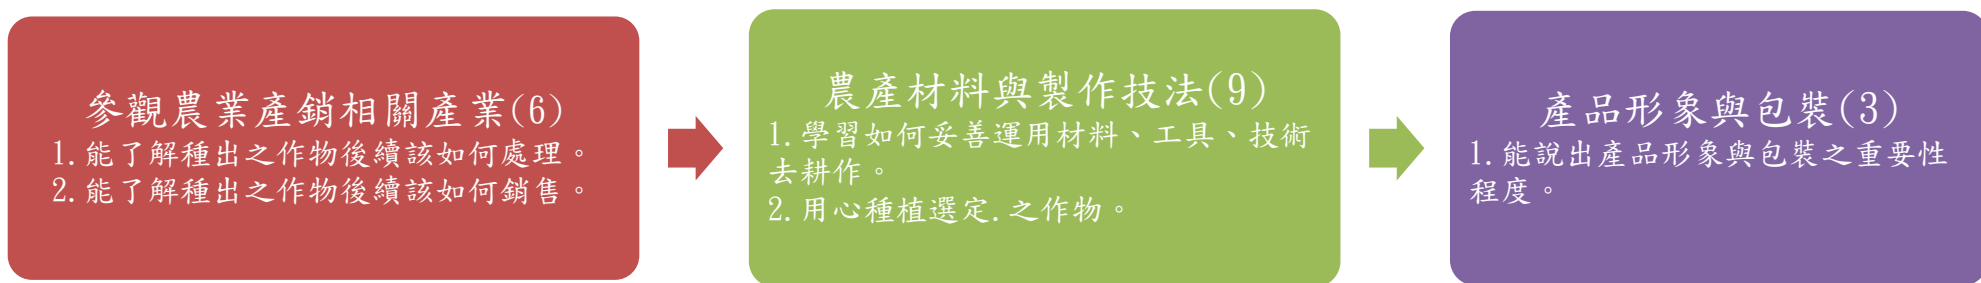 參觀農業產銷相關產業(6)
1.能了解種出之作物後續該如何處理。
2.能了解種出之作物後續該如何銷售。
農產材料與製作技法(9)
1.學習如何妥善運用材料、工具、技術
去耕作。
2.用心種植選定.之作物。
產品形象與包裝(3)
1.能說出產品形象與包裝之重要性
程度。